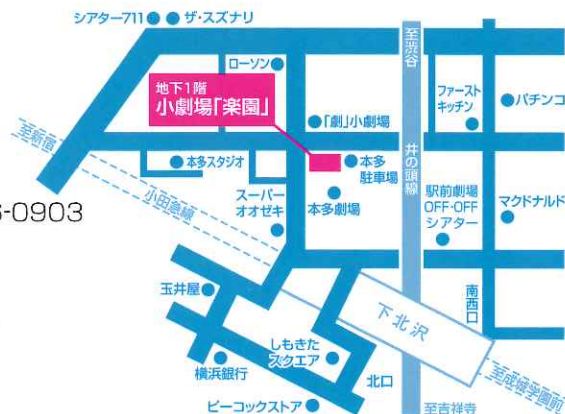 シアター711
ザ・スズナリ
至渋谷
ローソン
地下1階
小劇場「楽園」
「劇」小劇場
ファースト
キッチン
パチンコ
至新宿
本多スタジオ
本多
駐車場
井の頭線
小田急線
スーパー
オオゼキ
本多劇場
駅前劇場
OFF・OFF
シアター
マクドナルド
-0903
玉井屋
下北沢
南西口
しもきた
スクエア
横浜銀行
北口
至成城学園前
ピーコックストア
至吉祥寺